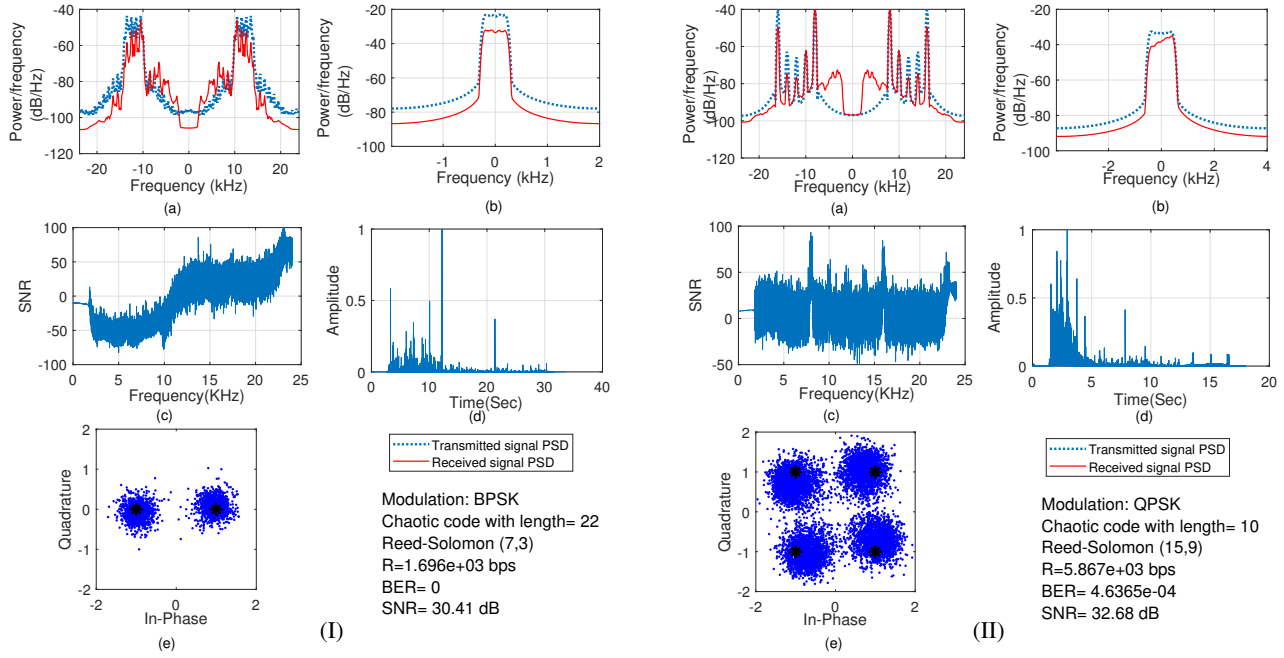 Power/frequency
(dB/Hz)
-40
-60
-80
-100
-120
-20 -10 0 10 20
Frequency (kHz)
(a)
Power/frequency
(dB/Hz)
-20
-40
-60
-80
-100
-1 0 1 2
Frequency (kHz)
(b)
SNR
100
50
0
-50
-100
0 5 10 15 20 25
Frequency(KHz)
(c)
Amplitude
1
0.5
0
0 10 20 30 40
Time(Sec)
(d)
Quadrature
2
1
0
-1
-2
-2 0 2
In-Phase
(e)
Transmitted signal PSD
Received signal PSD
Modulation: BPSK
Chaotic code with length= 22
Reed-Solomon (7,3)
R=1.696e+03 bps
BER= 0
SNR= 30.41 dB
(I)
Power/frequency
(dB/Hz)
-40
-60
-80
-100
-120
-20 -10 0 10 20
Frequency (kHz)
(a)
Power/frequency
(dB/Hz)
-20
-40
-60
-80
-100
-2 0 2 4
Frequency (kHz)
(b)
SNR
100
50
0
-50
0 5 10 15 20 25
Frequency(KHz)
(c)
Amplitude
1
0.5
0
0 5 10 15 20
Time(Sec)
(d)
Quadrature
2
1
0
-1
-2
-2 0 2
In-Phase
(e)
Transmitted signal PSD
Received signal PSD
Modulation: QPSK
Chaotic code with length= 10
Reed-Solomon (15,9)
R=5.867e+03 bps
BER= 4.6365e-04
SNR= 32.68 dB
(II)